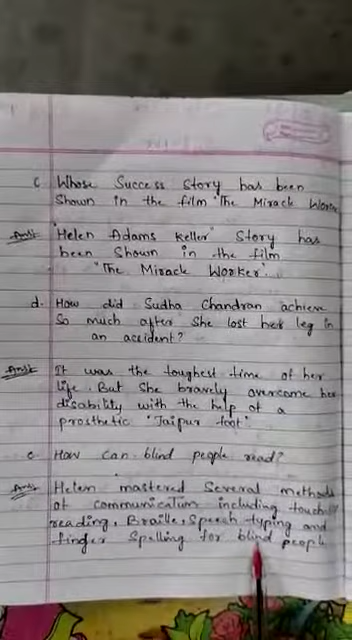 c. Whose Success Story has been
Shown in the film "The Mirack Worker
Ans:- "Helen Adams Keller" Story has
been Shown in the film
"The Mirack Worker".
d. How did Sudha Chandran achieve
So much after She lost her leg in
an accident?
Ans:- It was the toughest time of her
life. But She bravely overcome her
disability with the help of a
prosthetic "Jaipur foot"
e. How can blind people read?
Ans:- Helen mastered Several methods
of communication including touch
reading, Braille, Speech typing and
finger Spelling for blind people